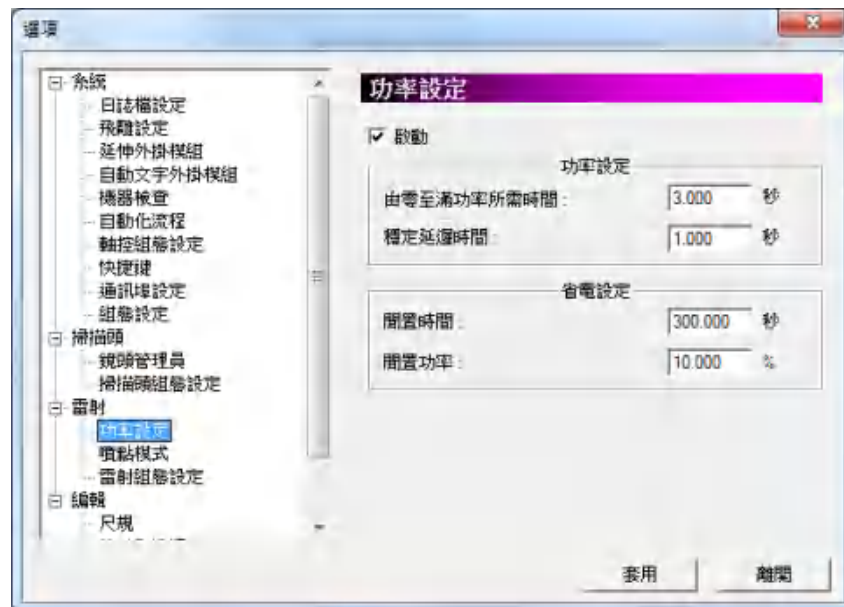 選項
系統
日誌檔設定
飛雕設定
延伸外掛模組
自動文字外掛模組
機器檢查
自動化流程
軸控組態設定
快捷鍵
通訊埠設定
組態設定
掃描頭
鏡頭管理員
掃描頭組態設定
雷射
功率設定
噴點模式
雷射組態設定
編輯
尺規
功率設定
啟動
功率設定
由零至滿功率所需時間 : 3.000 秒
穩定延遲時間 : 1.000 秒
省電設定
閒置時間 : 300.000 秒
閒置功率 : 10.000 %
套用 離開